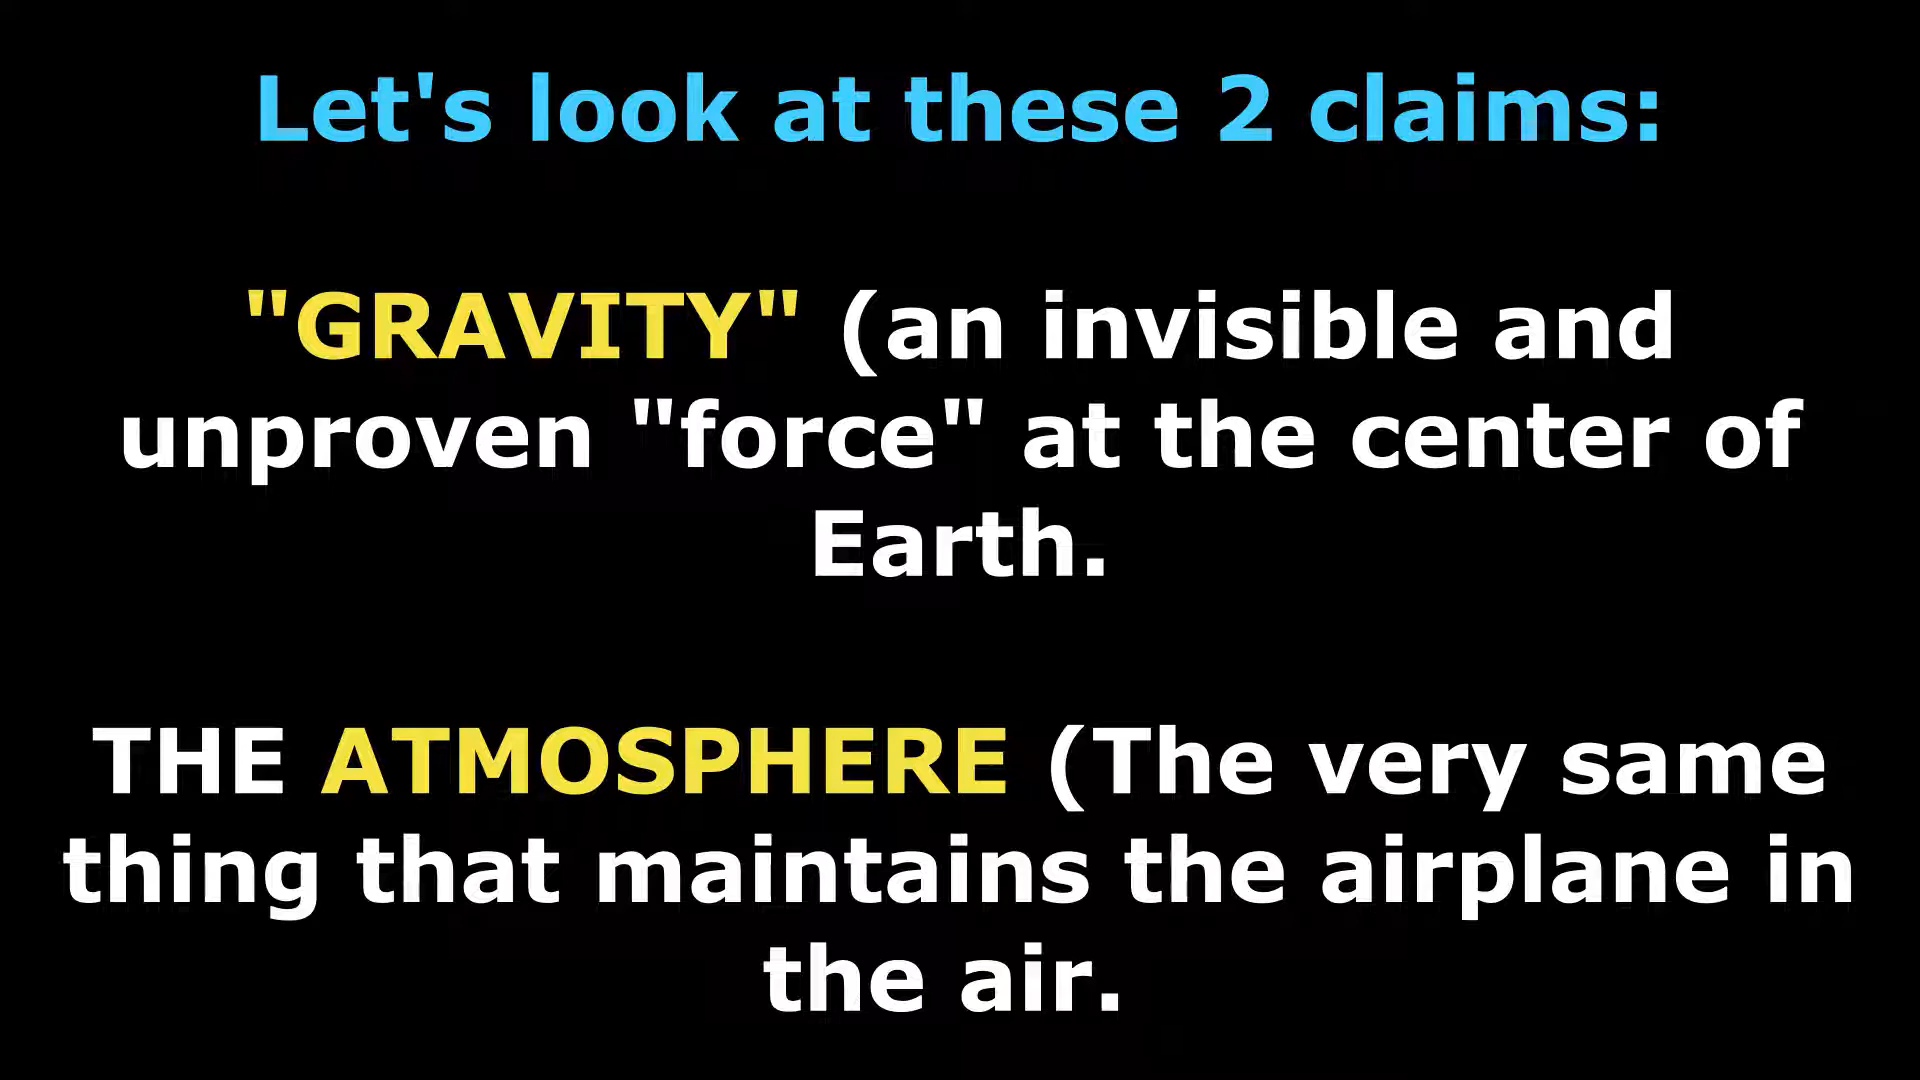 Let's look at these 2 claims:
"GRAVITY" (an invisible and
unproven "force" at the center of
Earth.
THE ATMOSPHERE (The very same
thing that maintains the airplane in
the air.